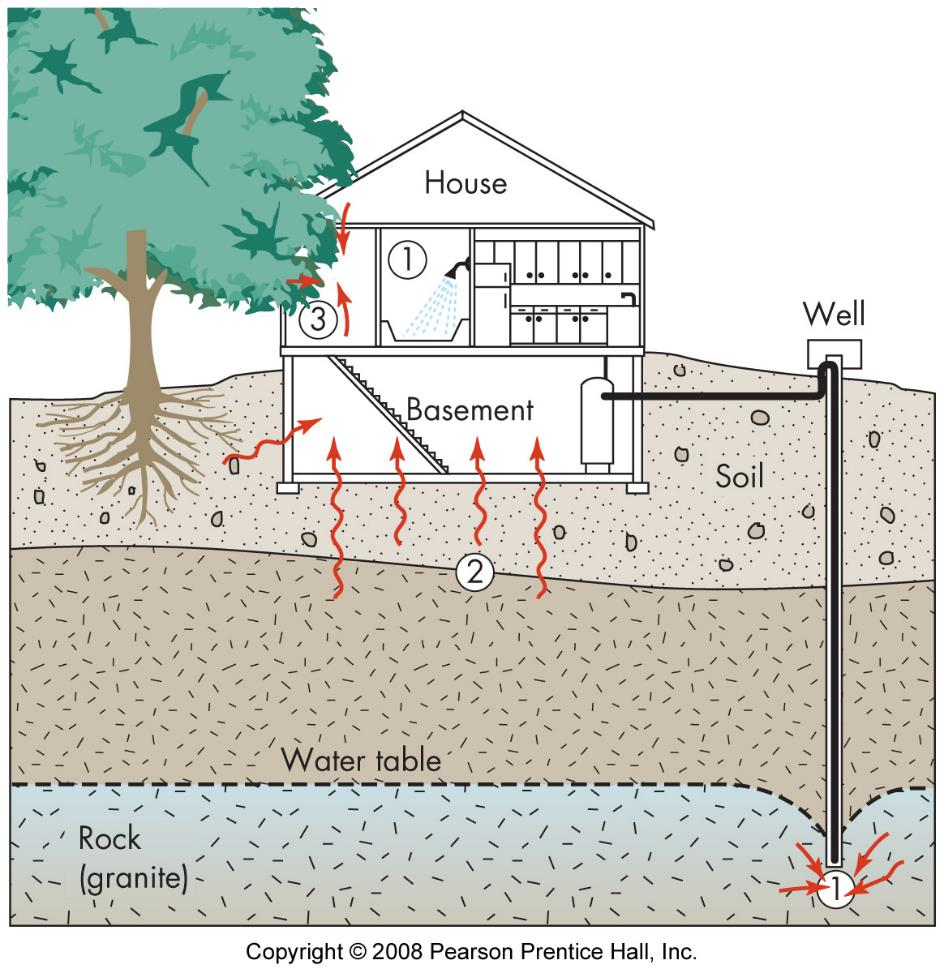 House
1
3
Well
Basement
Soil
2
Water table
Rock
(granite)
1
Copyright © 2008 Pearson Prentice Hall, Inc.